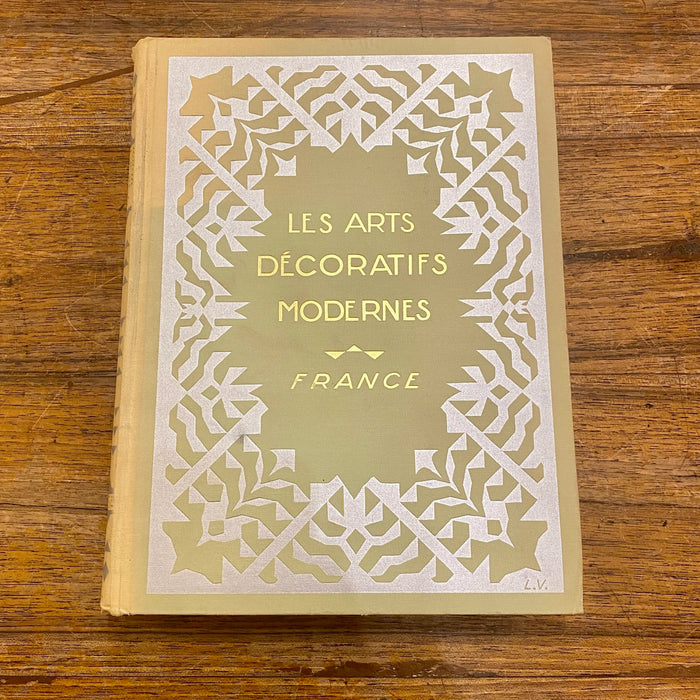 LES ARTS
DÉCORATIFS
MODERNES
FRANCE
L.V.